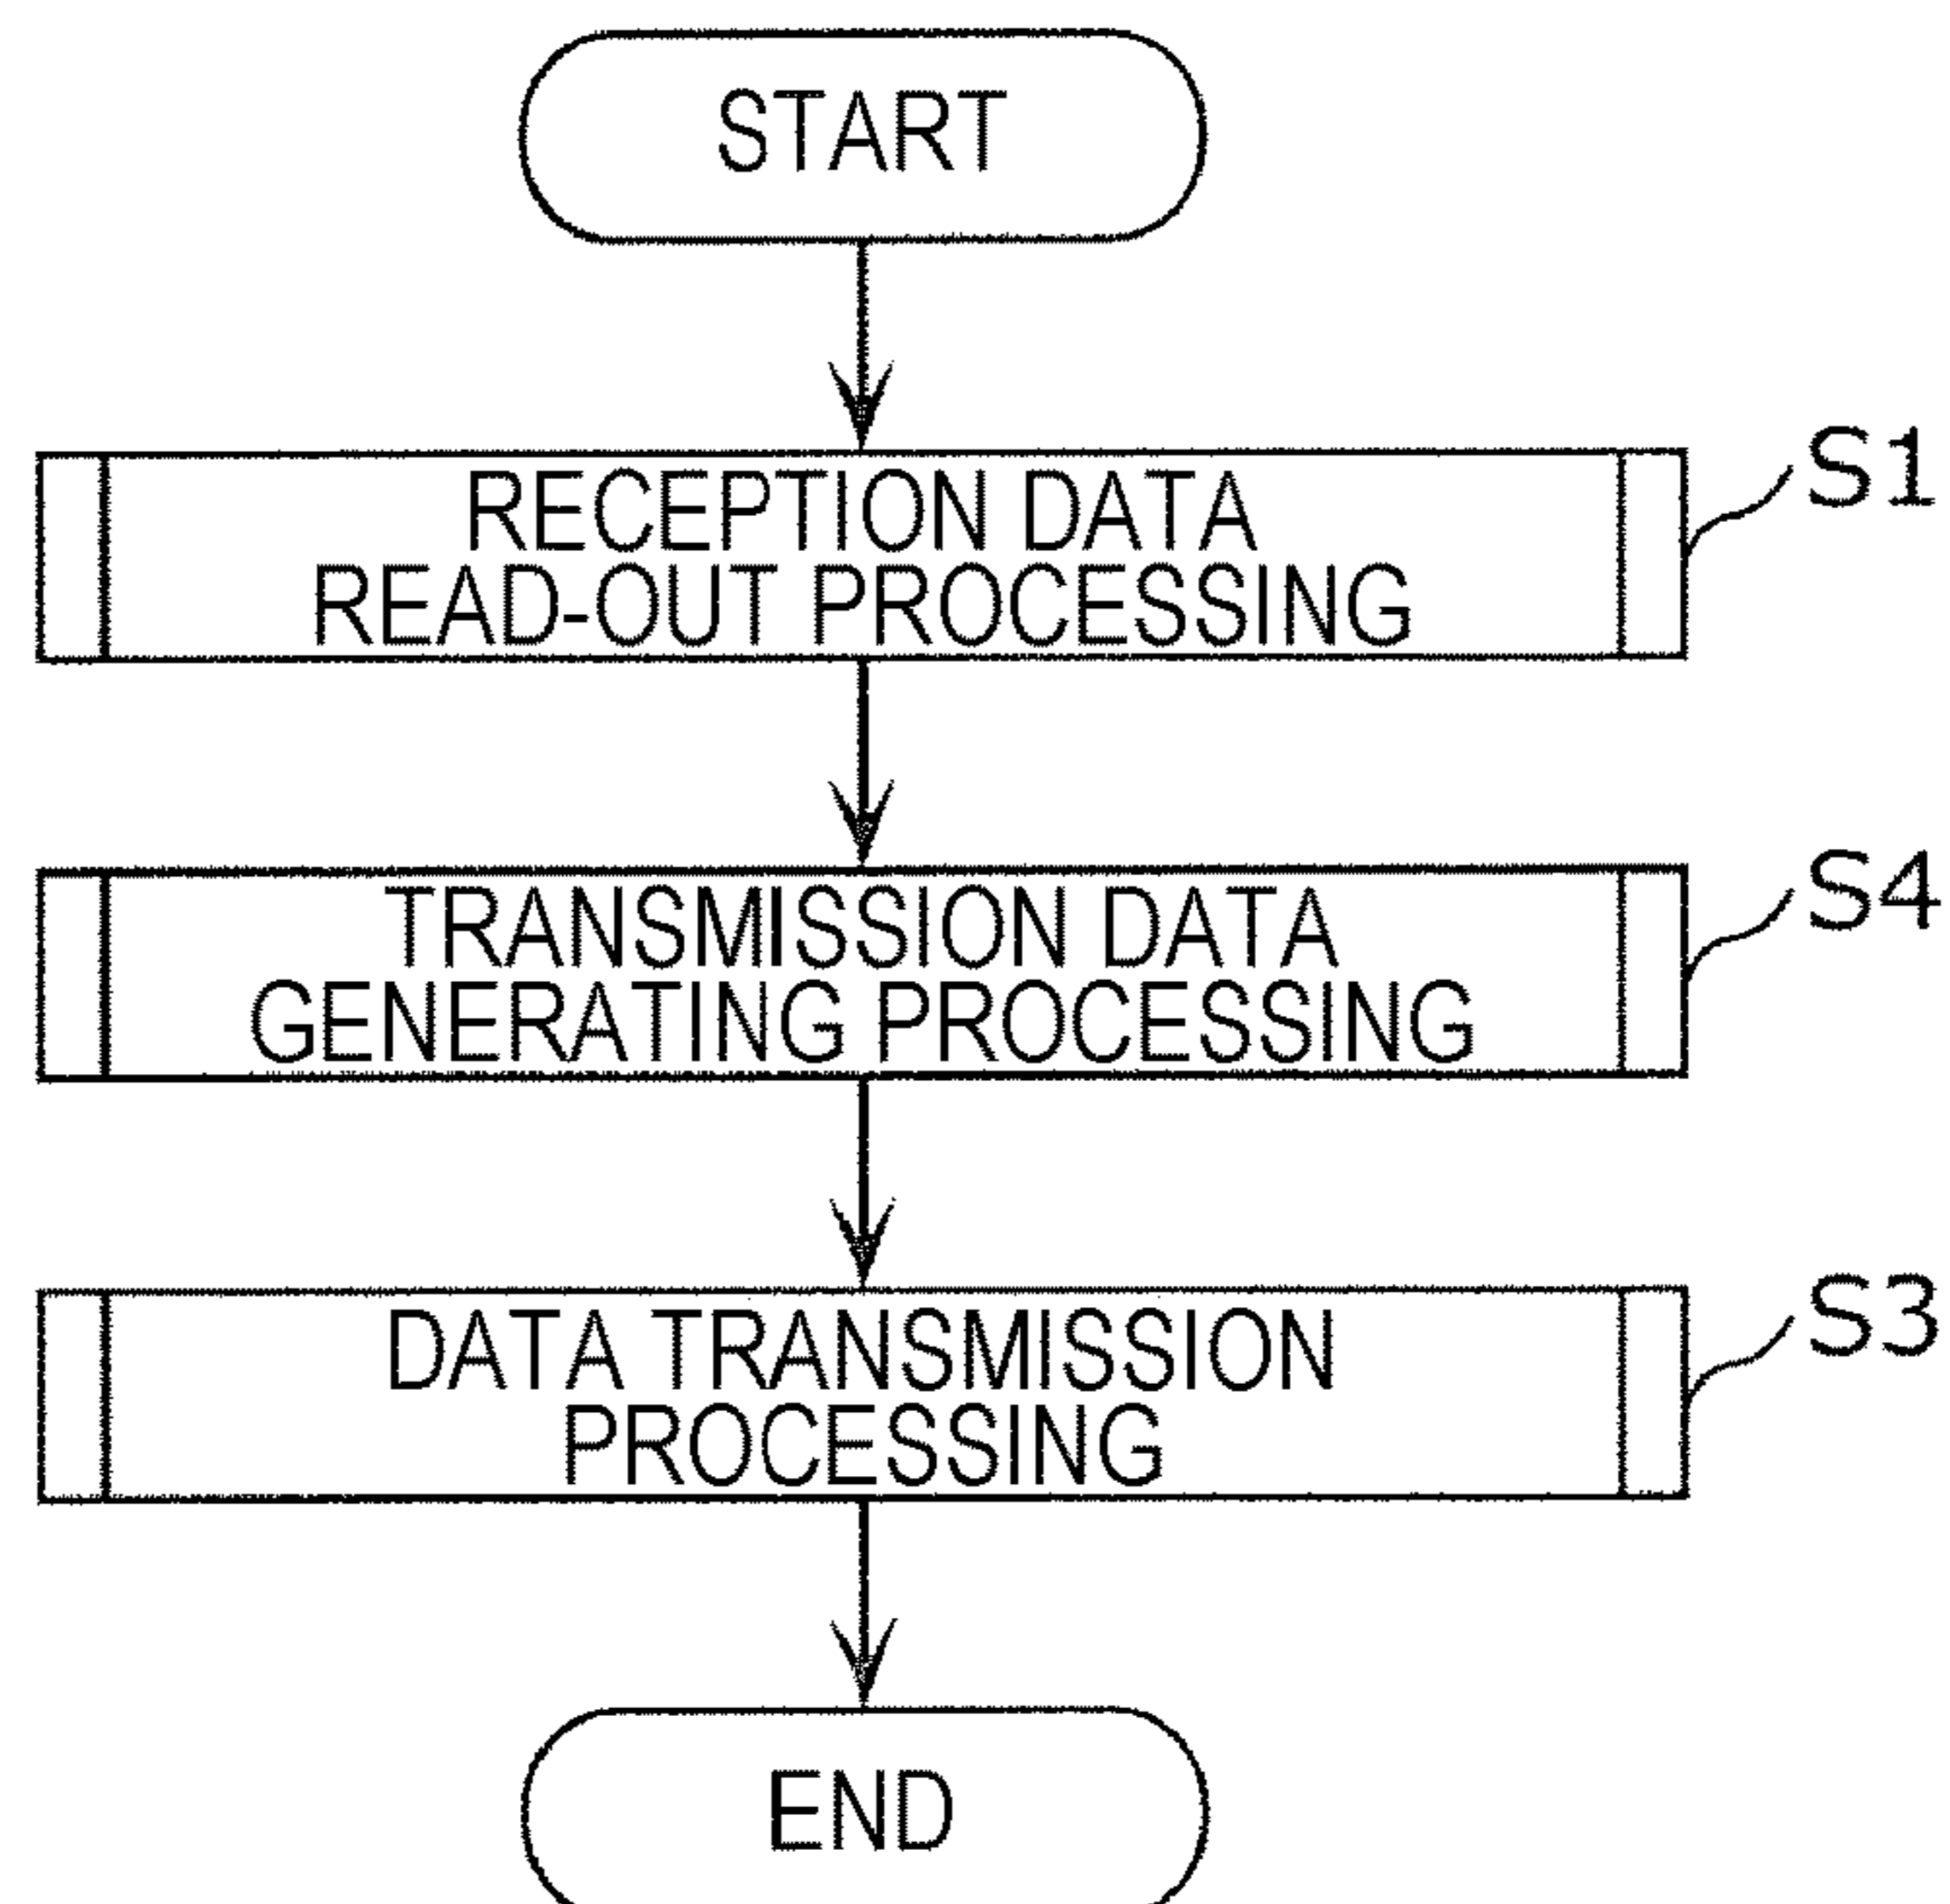 START
RECEPTION DATA
READ-OUT PROCESSING
S1
TRANSMISSION DATA
GENERATING PROCESSING
S4
DATA TRANSMISSION
PROCESSING
S3
END